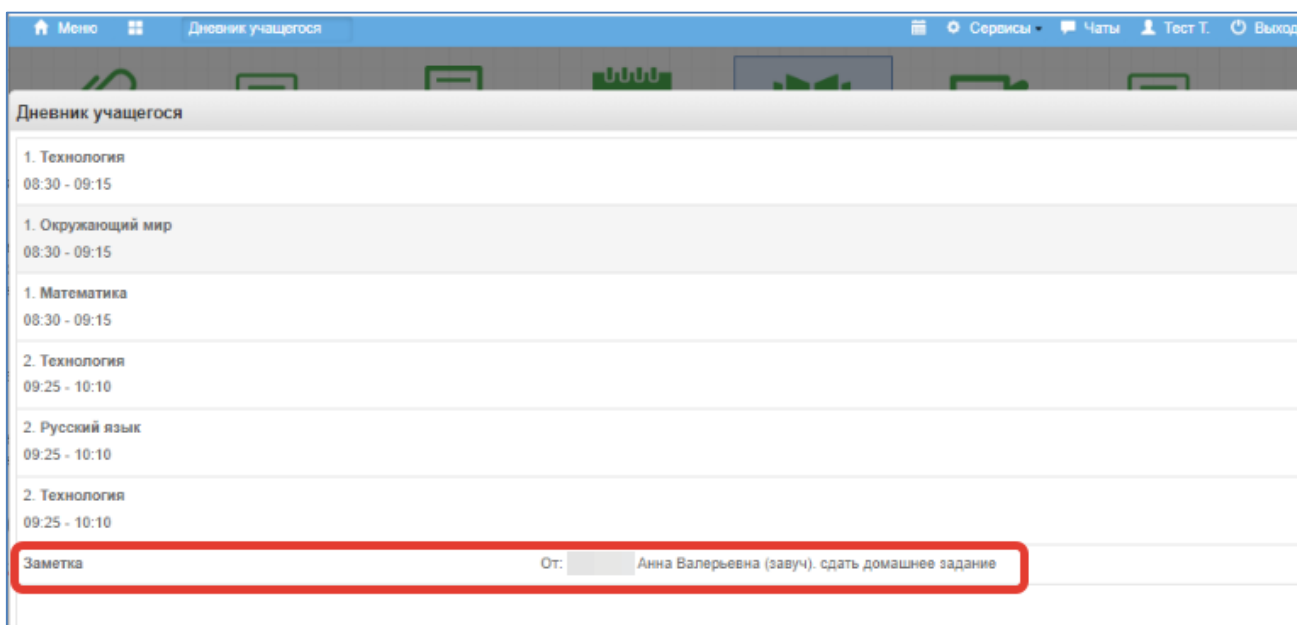 Меню Дневник учащегося Сервисы Чаты Тест Т. Выход
Дневник учащегося
1. Технология
08:30 - 09:15
1. Окружающий мир
08:30 - 09:15
1. Математика
08:30 - 09:15
2. Технология
09:25 - 10:10
2. Русский язык
09:25 - 10:10
2. Технология
09:25 - 10:10
Заметка От: Анна Валерьевна (завуч). сдать домашнее задание